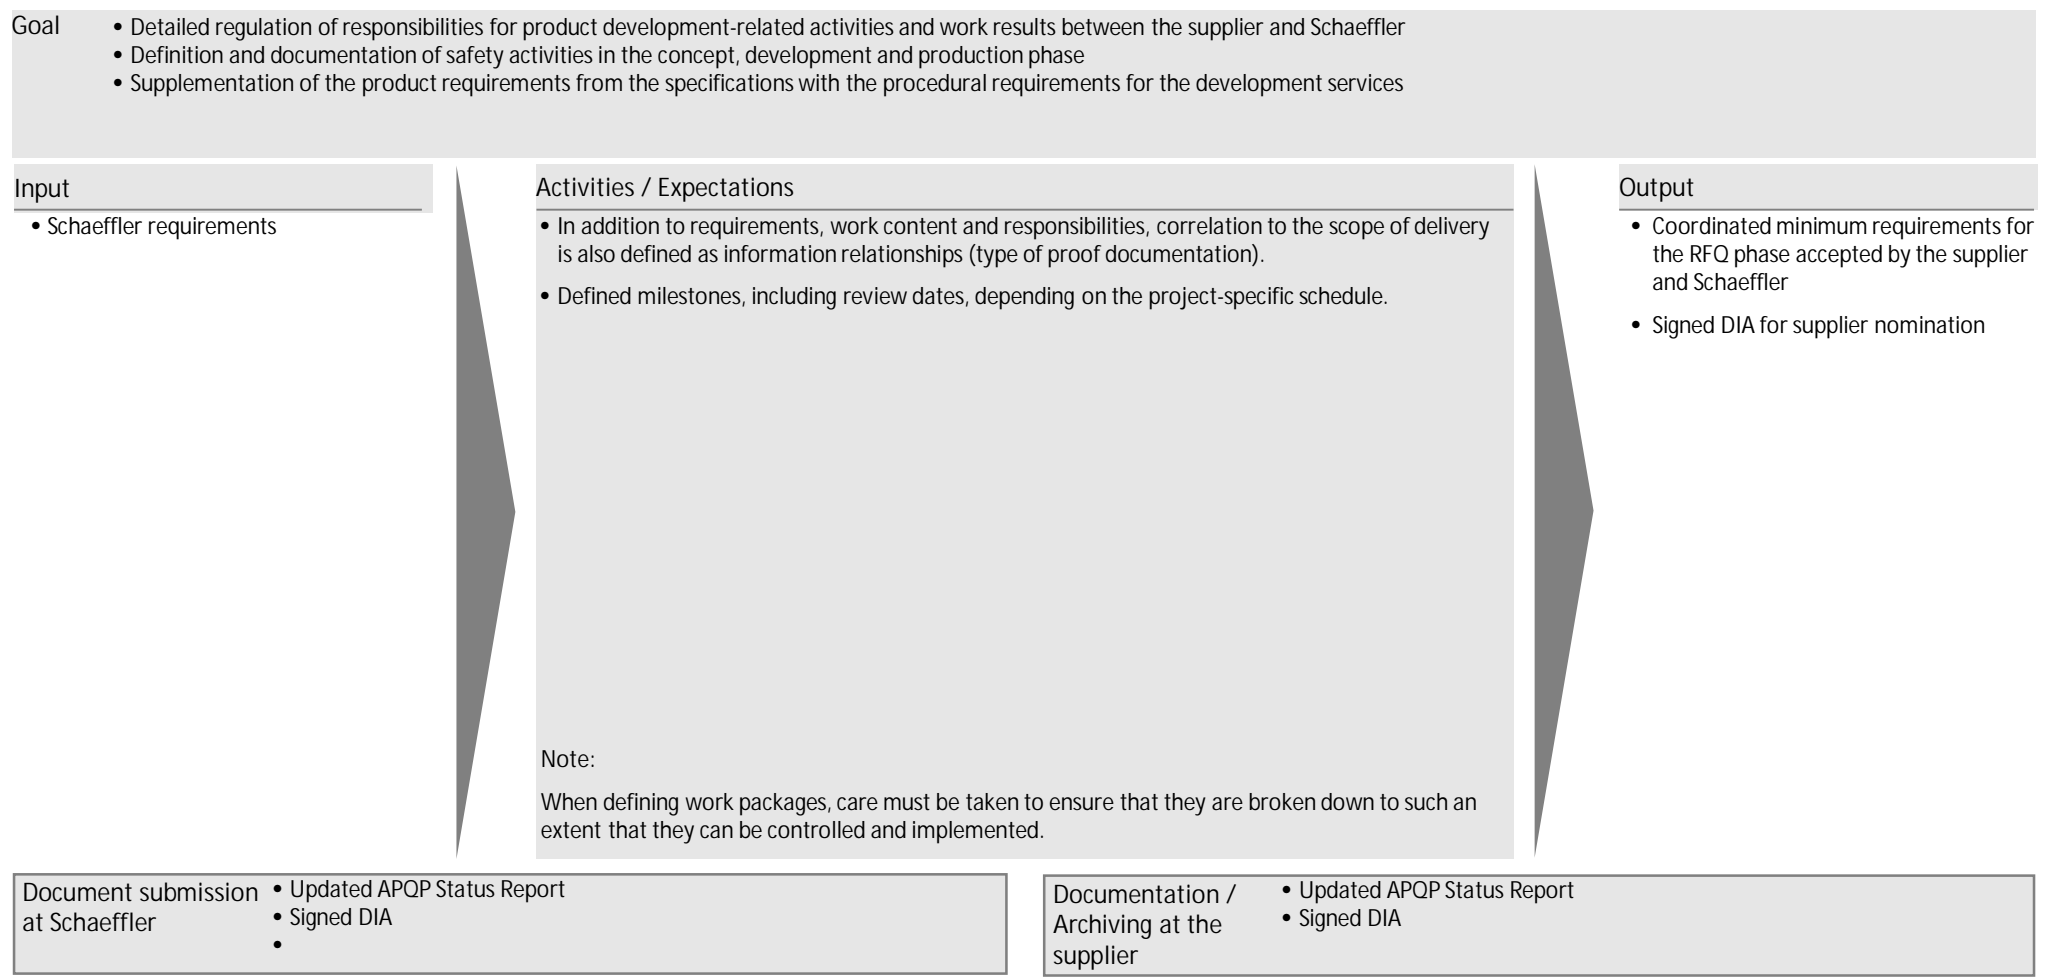 Goal
• Detailed regulation of responsibilities for product development-related activities and work results between the supplier and Schaeffler
• Definition and documentation of safety activities in the concept, development and production phase
• Supplementation of the product requirements from the specifications with the procedural requirements for the development services
Input
• Schaeffler requirements
Activities / Expectations
• In addition to requirements, work content and responsibilities, correlation to the scope of delivery
is also defined as information relationships (type of proof documentation).
• Defined milestones, including review dates, depending on the project-specific schedule.
Note:
When defining work packages, care must be taken to ensure that they are broken down to such an
extent that they can be controlled and implemented.
Output
• Coordinated minimum requirements for
the RFQ phase accepted by the supplier
and Schaeffler
• Signed DIA for supplier nomination
Document submission
at Schaeffler
• Updated APQP Status Report
• Signed DIA
•
Documentation /
Archiving at the
supplier
• Updated APQP Status Report
• Signed DIA